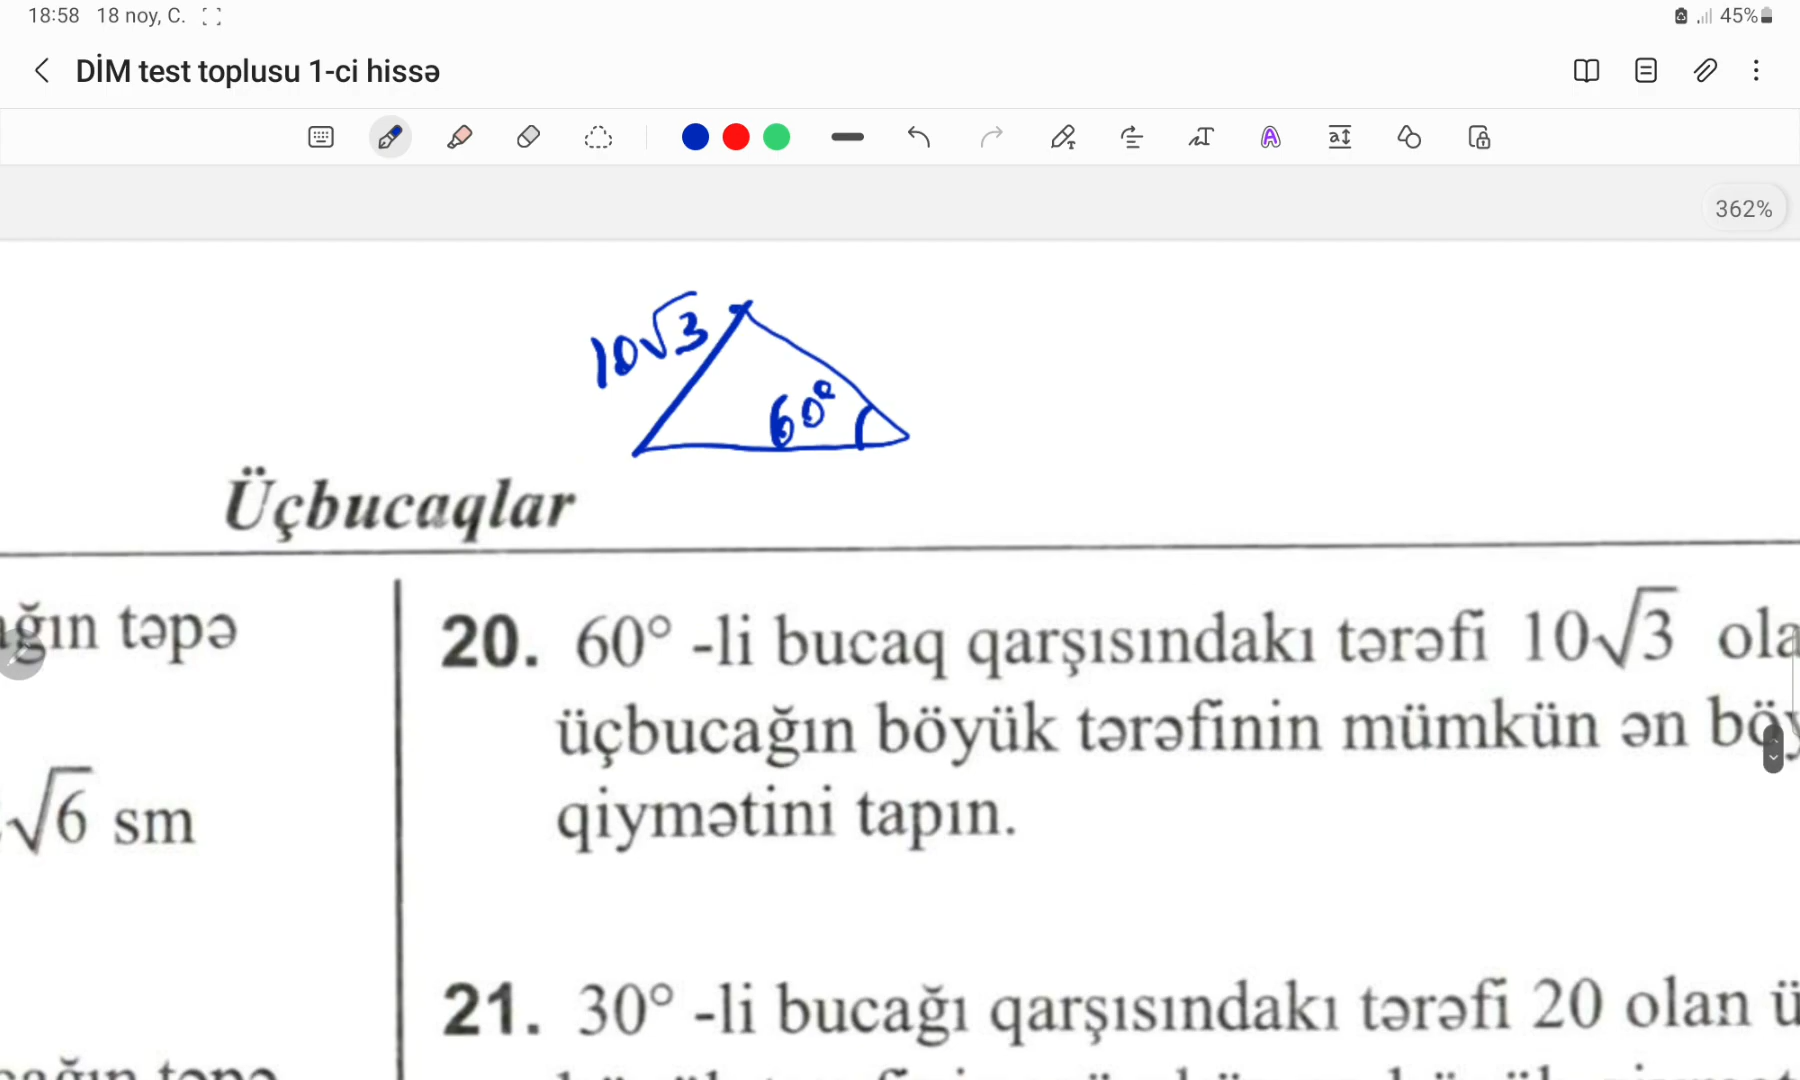 18:58 18 noy, C. 45%
DİM test toplusu 1-ci hissə
362%
10√3
60°
Üçbucaqlar
təpə
√6 sm
20. 60° -li bucaq qarşısındakı tərəfi 10√3
üçbucağın böyük tərəfinin mümkün ən
qiymətini tapın.
21. 30° -li bucağı qarşısındakı tərəfi 20 olan